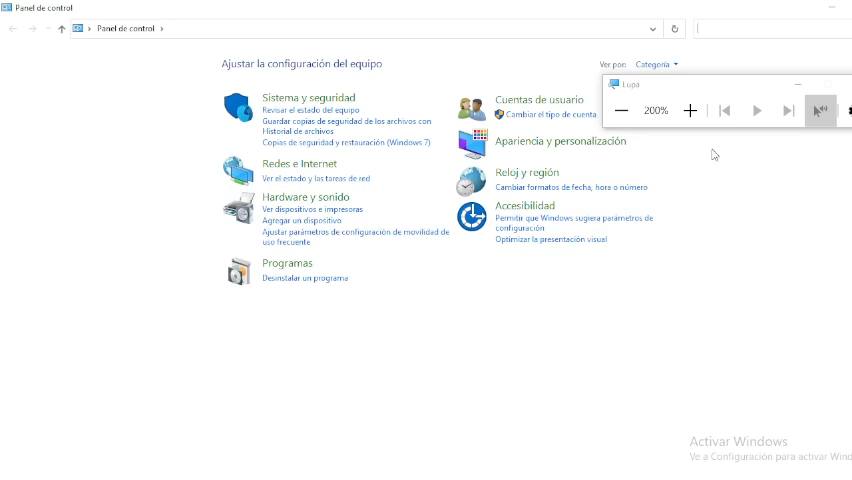 Panel de control
Panel de control
Ajustar la configuración del equipo
Ver por: Categoría
Lupa
200%
Sistema y seguridad
Revisar el estado del equipo
Guardar copias de seguridad de los archivos con
Historial de archivos
Copias de seguridad y restauración (Windows 7)
Redes e Internet
Ver el estado y las tareas de red
Hardware y sonido
Ver dispositivos e impresoras
Agregar un dispositivo
Ajustar parámetros de configuración de movilidad de
uso frecuente
Programas
Desinstalar un programa
Cuentas de usuario
Cambiar el tipo de cuenta
Apariencia y personalización
Reloj y región
Cambiar formatos de fecha, hora o número
Accesibilidad
Permitir que Windows sugiera parámetros de
configuración
Optimizar la presentación visual
Activar Windows
Ve a Configuración para activar Wind